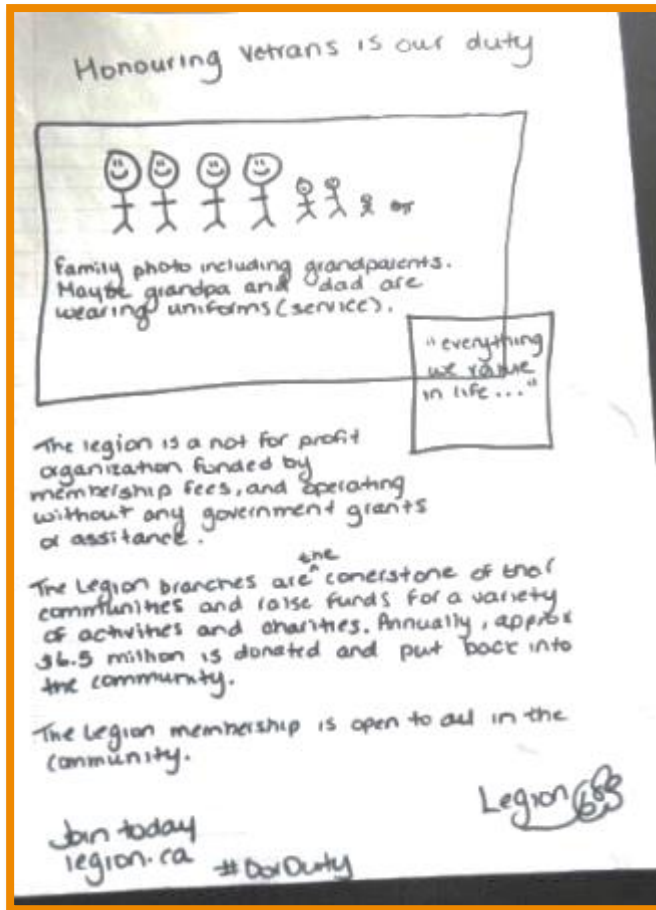 Honouring vetrans is our duty
family photo including grandparents.
Maybe grandpa and dad are
wearing uniforms (service).
"everything
we value
in life..."
The legion is a not for profit
organization funded by
membership fees, and operating
without any government grants
or assitance.
The Legion branches are the conerstone of
communities and raise funds for a variety
of activites and charities. Annually, approx
$6.5 million is donated and put back into
the community.
The Legion membership is open to all in the
community.
Legion
Join today
legion.ca #OurDuty